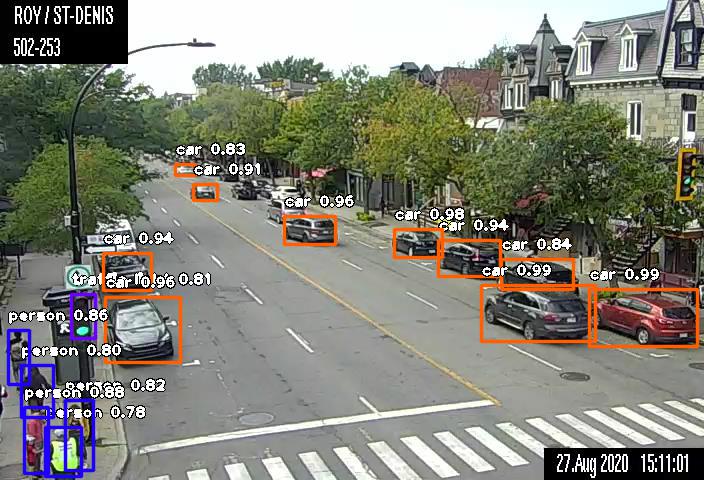 ROY / ST-DENIS
502-253
car 0.83
car 0.91
car 0.96
car 0.98
car 0.94
car 0.84
car 0.94
car 0.99
car 0.99
0.81
car 0.96
person 0.86
person 0.80
person 0.82
person 0.88
person 0.78
27.Aug 2020 15:11:01